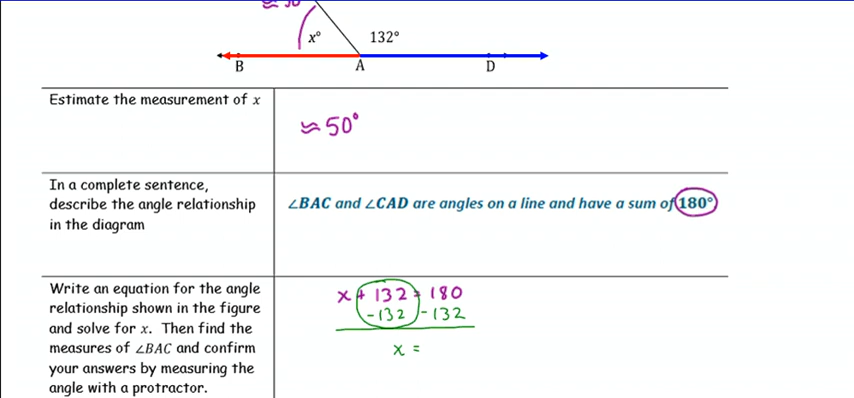 ≈ 50
x° 132°
B A D
Estimate the measurement of x
≈ 50°
In a complete sentence,
describe the angle relationship
in the diagram
∠BAC and ∠CAD are angles on a line and have a sum of 180°
Write an equation for the angle
relationship shown in the figure
and solve for x. Then find the
measures of ∠BAC and confirm
your answers by measuring the
angle with a protractor.
x + 132 = 180
-132 -132
x =